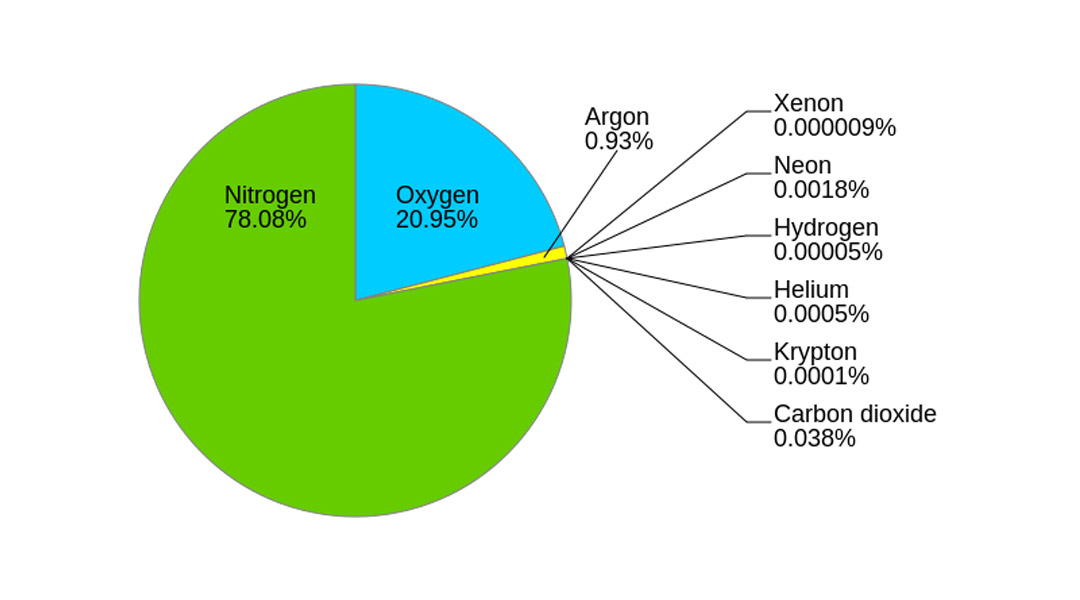 Nitrogen
78.08%
Oxygen
20.95%
Argon
0.93%
Xenon
0.000009%
Neon
0.0018%
Hydrogen
0.00005%
Helium
0.0005%
Krypton
0.0001%
Carbon dioxide
0.038%